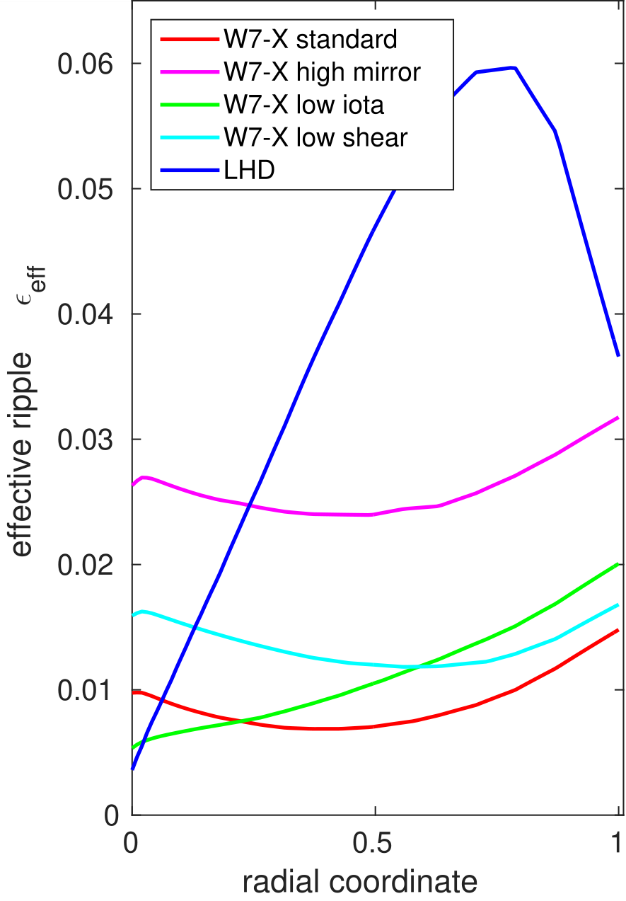 W7-X standard
W7-X high mirror
W7-X low iota
W7-X low shear
LHD
0.06
0.05
0.04
0.03
0.02
0.01
0
effective ripple ϵeff
0
0.5
1
radial coordinate